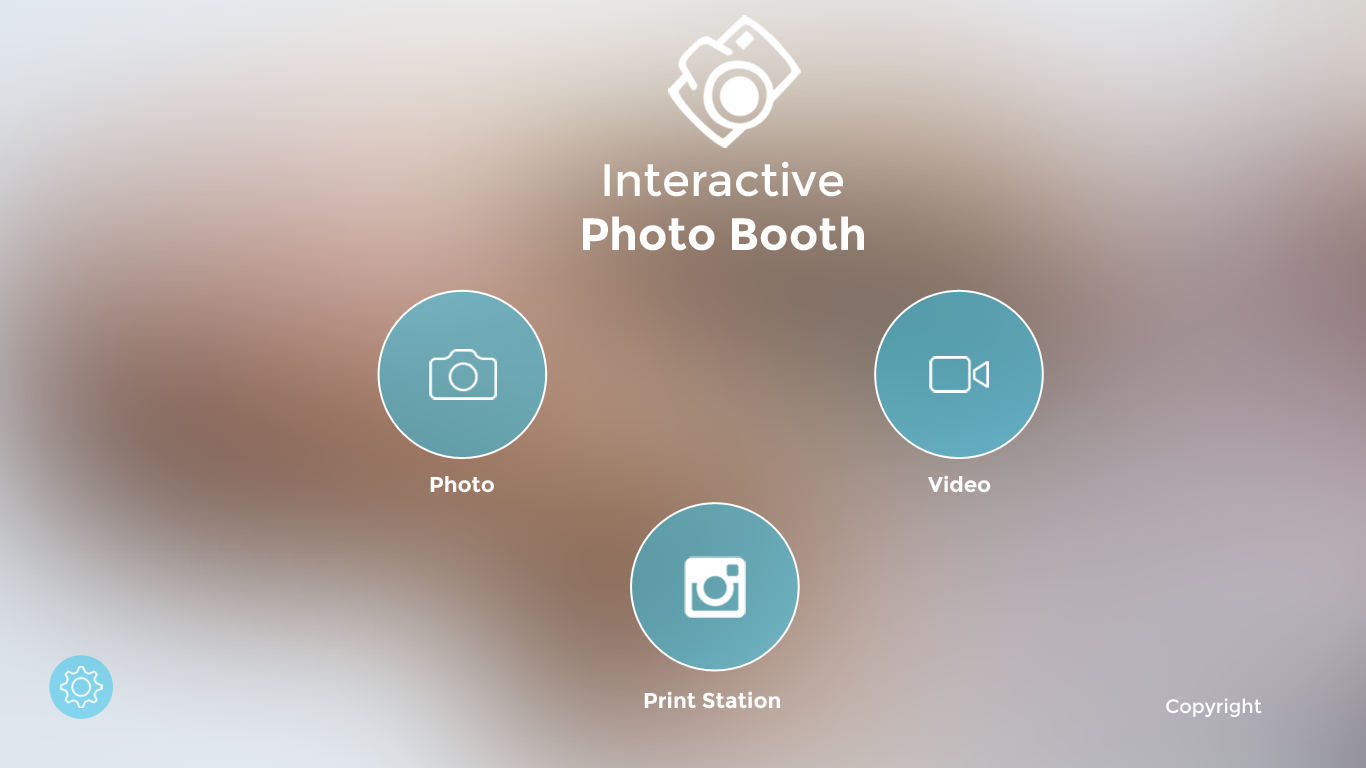 Interactive
Photo Booth
Photo
Video
Print Station
Copyright